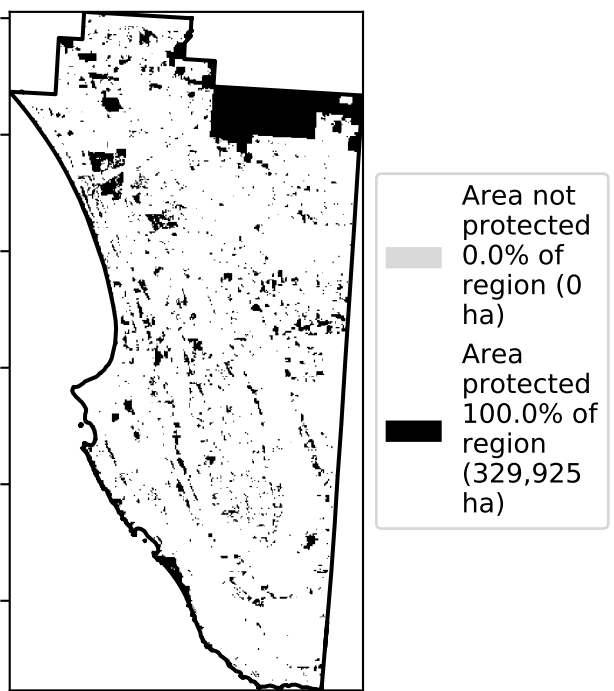 Area not
protected
0.0% of
region (0
ha)
Area
protected
100.0% of
region
(329,925
ha)